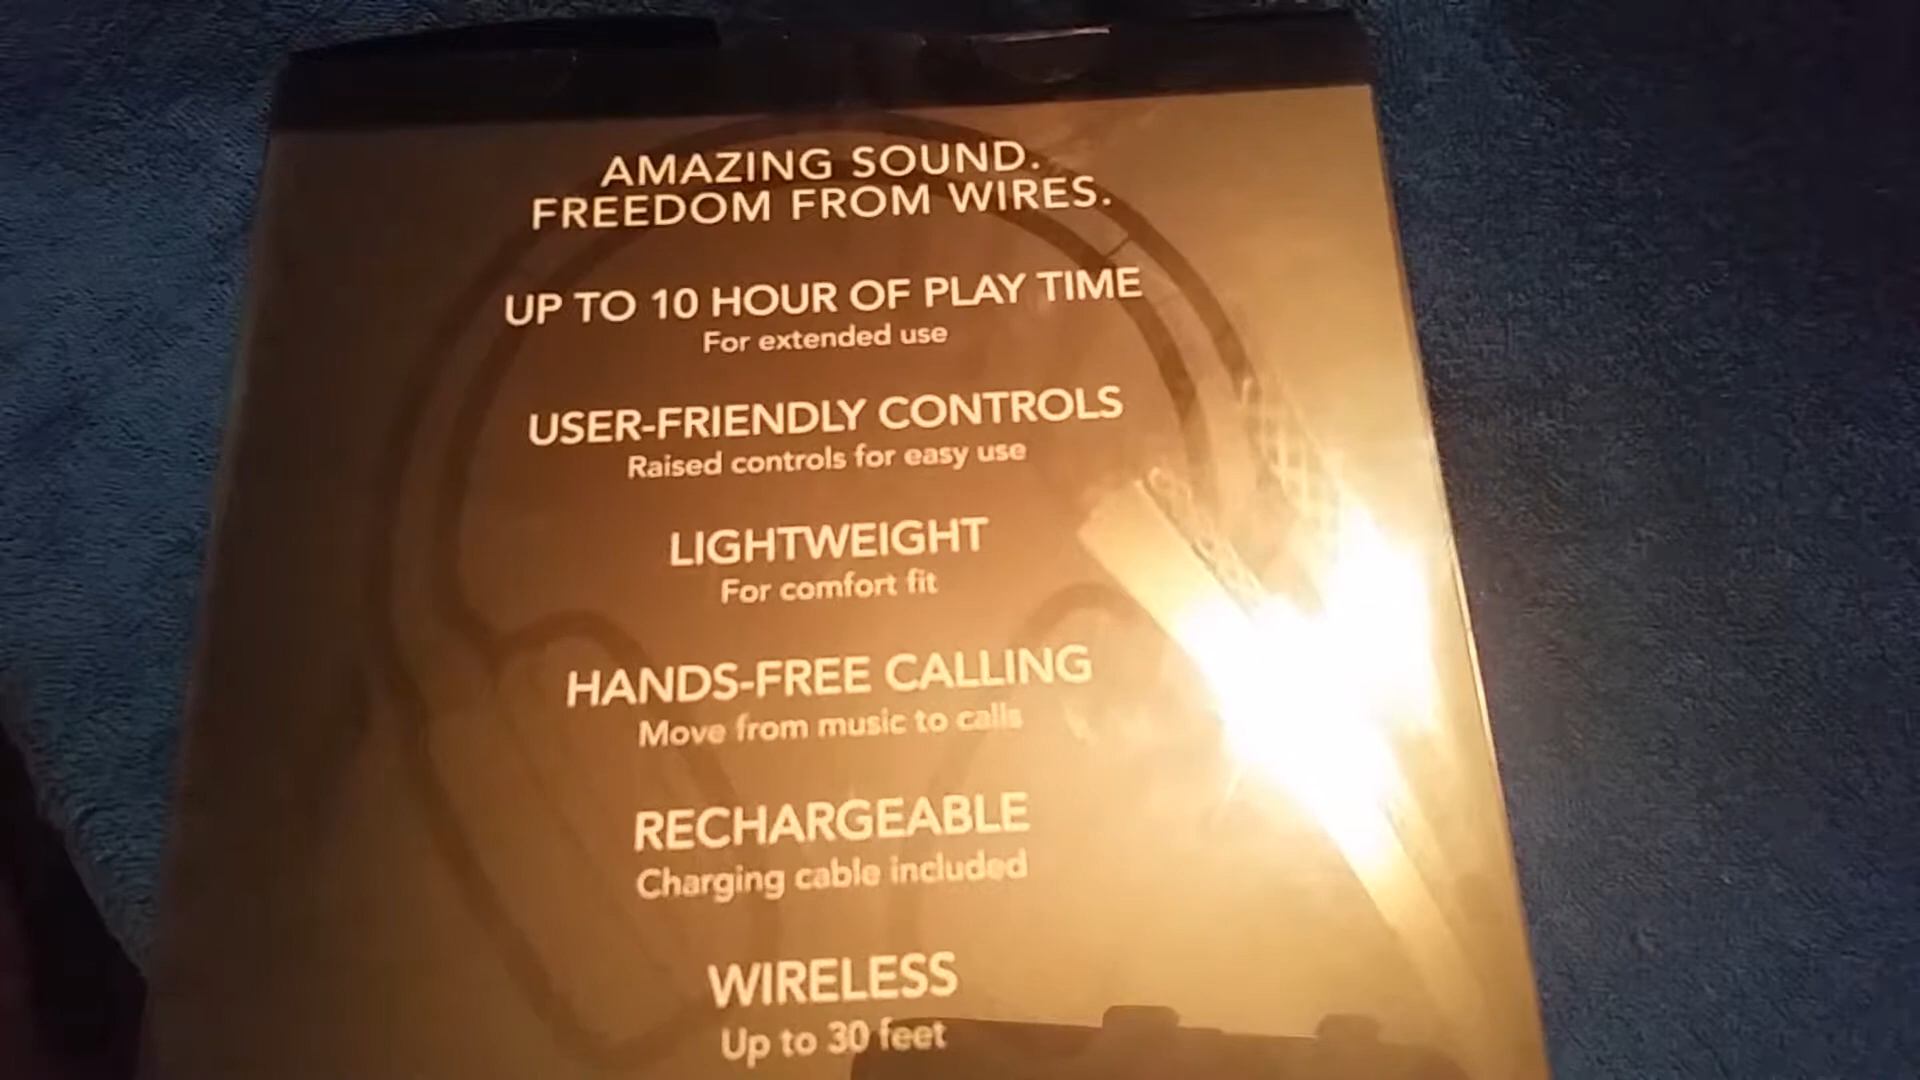 AMAZING SOUND.
FREEDOM FROM WIRES.
UP TO 10 HOUR OF PLAY TIME
For extended use
USER-FRIENDLY CONTROLS
Raised controls for easy use
LIGHTWEIGHT
For comfort fit
HANDS-FREE CALLING
Move from music to calls
RECHARGEABLE
Charging cable included
WIRELESS
Up to 30 feet